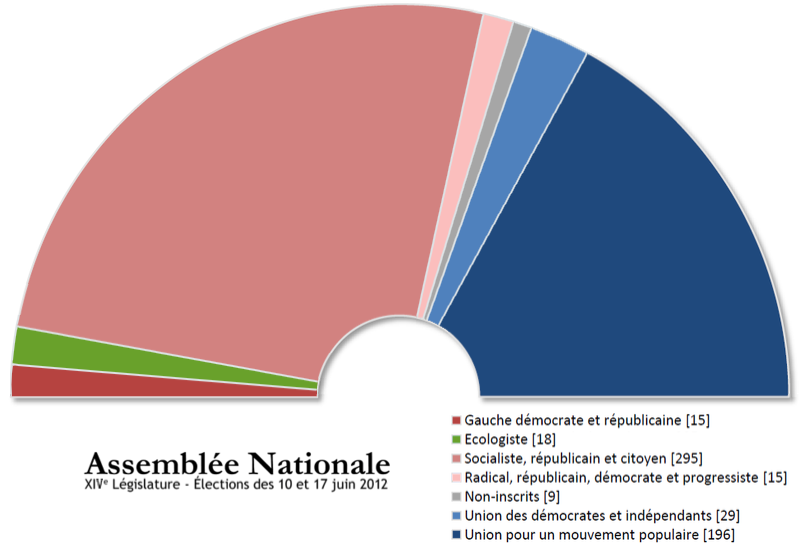 Assemblée Nationale
XIVe Législature - Élections des 10 et 17 juin 2012
Gauche démocrate et républicaine [15]
Ecologiste [18]
Socialiste, républicain et citoyen [295]
Radical, républicain, démocrate et progressiste [15]
Non-inscrits [9]
Union des démocrates et indépendants [29]
Union pour un mouvement populaire [196]